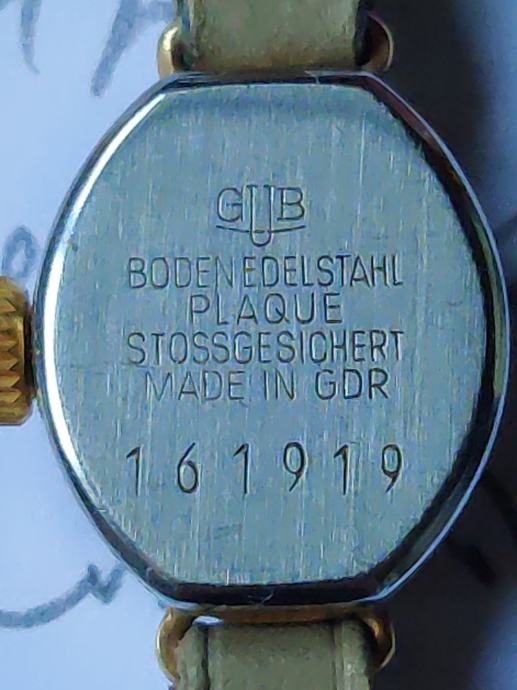 GUB
BODEN EDELSTAHL
PLAQUE
STOSSGESICHERT
MADE IN GDR
161919